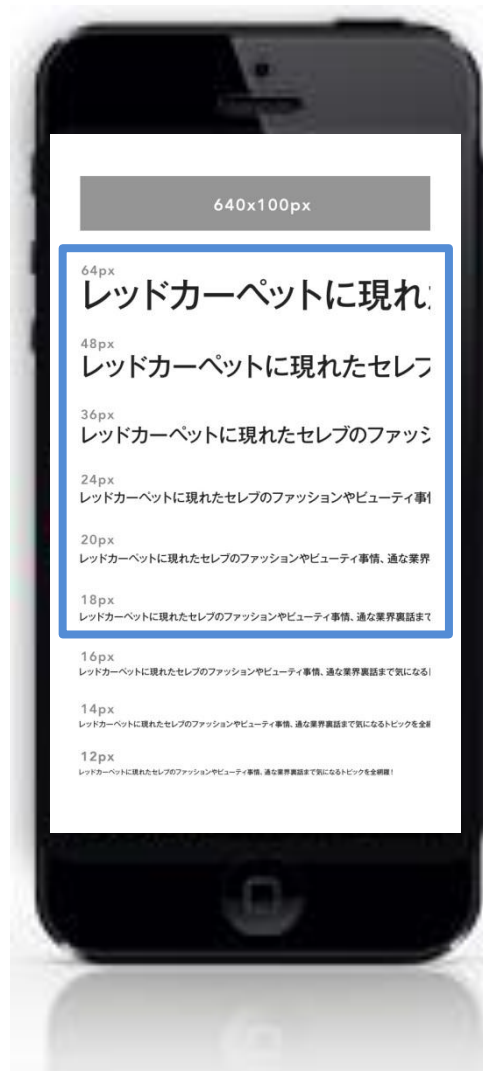 640x100px
64px
レッドカーペットに現れ
48px
レッドカーペットに現れたセレブ
36px
レッドカーペットに現れたセレブのファッシ
24px
レッドカーペットに現れたセレブのファッションやビューティ事
20px
レッドカーペットに現れたセレブのファッションやビューティ事情、通な業界
18px
レッドカーペットに現れたセレブのファッションやビューティ事情、通な業界裏話まで
16px
レッドカーペットに現れたセレブのファッションやビューティ事情、通な業界裏話まで気になる
14px
レッドカーペットに現れたセレブのファッションやビューティ事情、通な業界裏話まで気になるトピックを全
12px
レッドカーペットに現れたセレブのファッションやビューティ事情、通な業界裏話まで気になるトピックを全網羅！